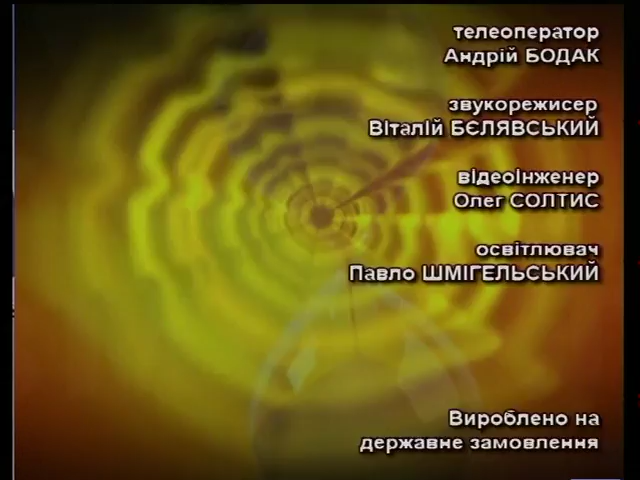 телеоператор
Андрій БОДАК
звукорежисер
Віталій БЄЛЯВСЬКИЙ
відеоінженер
Олег СОЛТИС
освітлювач
Павло ШМІГЕЛЬСЬКИЙ
Вироблено на
державне замовлення